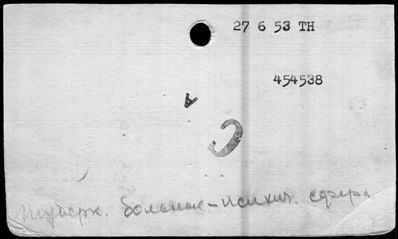 27 6 53 TH
454538
A
С
туберк. больные – психич. сфера